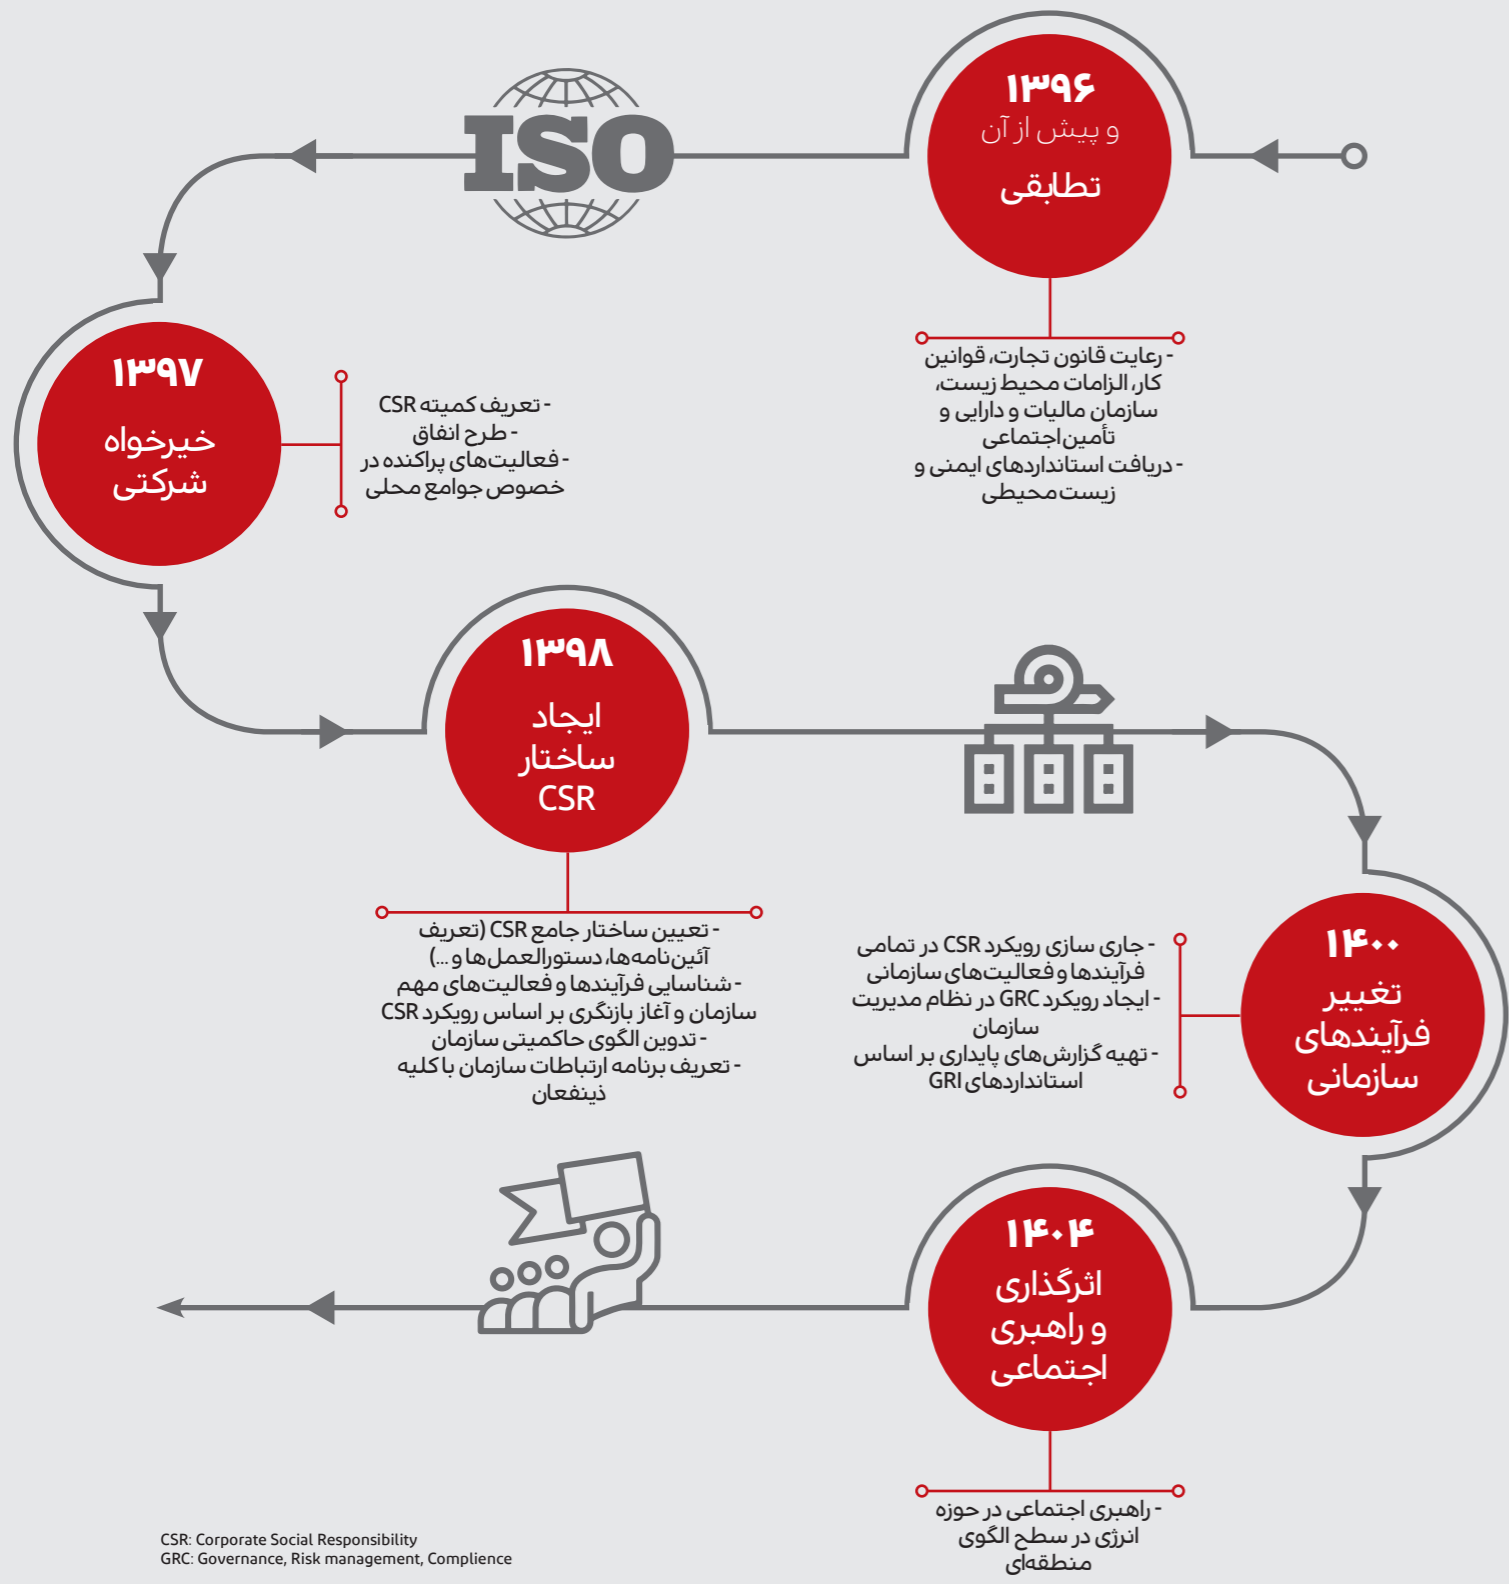 ۱۳۹۶
و پیش از آن
تطابقی
- رعایت قانون تجارت، قوانین
کار، الزامات محیط زیست،
سازمان مالیات و دارایی و
تأمین اجتماعی
- دریافت استانداردهای ایمنی و
زیست محیطی
ISO
۱۳۹۷
خیرخواه
شرکتی
- تعریف کمیته CSR
- طرح انفاق
- فعالیت‌های پراکنده در
خصوص جوامع محلی
۱۳۹۸
ایجاد
ساختار
CSR
- تعیین ساختار جامع CSR (تعریف
آئین‌نامه‌ها، دستورالعمل‌ها و ...)
- شناسایی فرآیندها و فعالیت‌های مهم
سازمان و آغاز بازنگری بر اساس رویکرد CSR
- تدوین الگوی حاکمیتی سازمان
- تعریف برنامه ارتباطات سازمان با کلیه
ذینفعان
۱۴۰۰
تغییر
فرآیندهای
سازمانی
- جاری سازی رویکرد CSR در تمامی
فرآیندها و فعالیت‌های سازمانی
- ایجاد رویکرد GRC در نظام مدیریت
سازمان
- تهیه گزارش‌های پایداری بر اساس
استانداردهای GRI
۱۴۰۴
اثرگذاری
و راهبری
اجتماعی
- راهبری اجتماعی در حوزه
انرژی در سطح الگوی
منطقه‌ای
CSR: Corporate Social Responsibility
GRC: Governance, Risk management, Complience